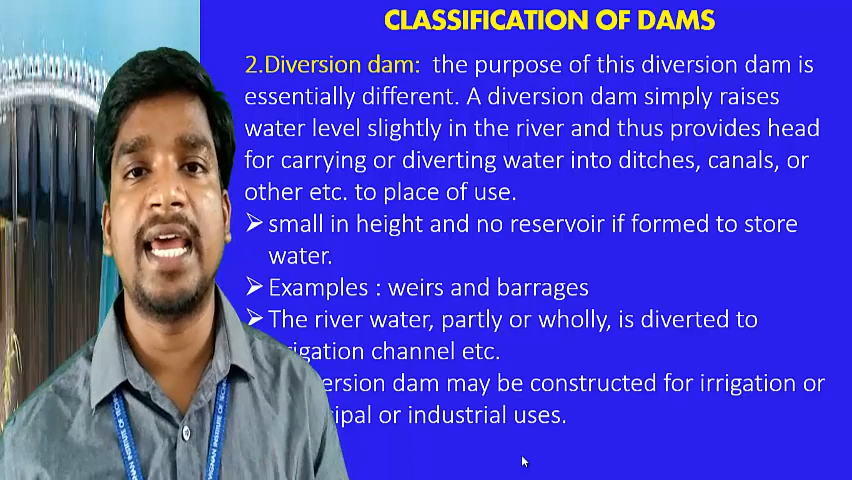 CLASSIFICATION OF DAMS
2.Diversion dam: the purpose of this diversion dam is
essentially different. A diversion dam simply raises
water level slightly in the river and thus provides head
for carrying or diverting water into ditches, canals, or
other etc. to place of use.
➢ small in height and no reservoir if formed to store
water.
➢ Examples : weirs and barrages
➢ The river water, partly or wholly, is diverted to
rigation channel etc.
ersion dam may be constructed for irrigation or
cipal or industrial uses.